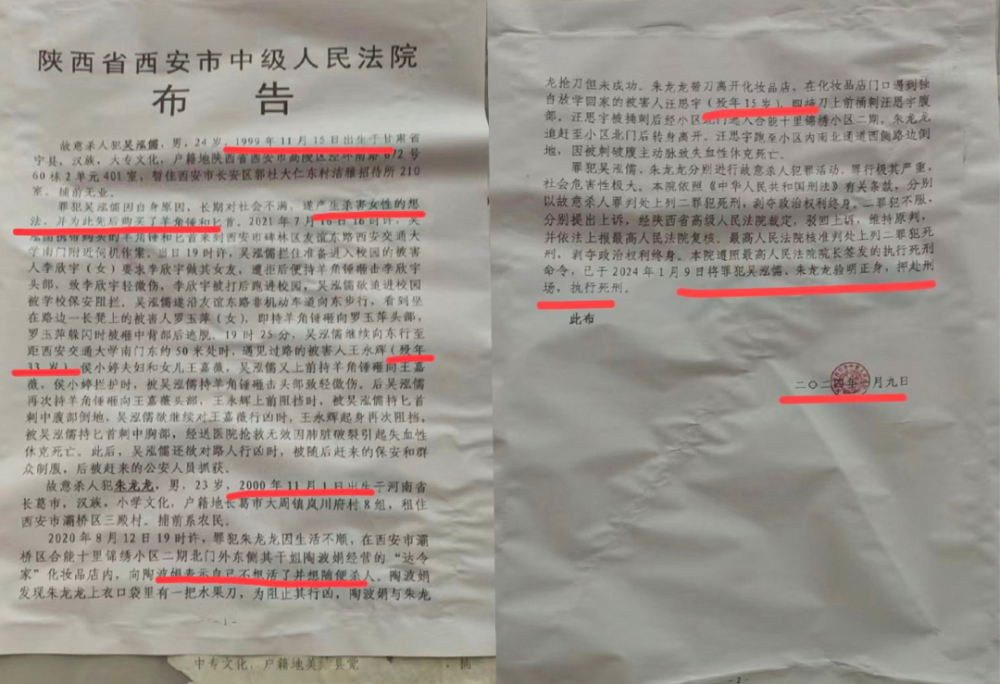 陕西省西安市中级人民法院
布告
故意杀人犯吴泓儒，男，24岁，1999年11月15日出生于甘肃省
宁县，汉族，大专文化，户籍地陕西省西安市高陵区泾环南路672号
60栋2单元401室，暂住西安市长安区郭杜大仁东村洁雅招待所210
室。捕前无业。
罪犯吴泓儒因自身原因，长期对社会不满，遂产生杀害女性的想
法，并为此先后购买了羊角锤和匕首。2021年7月16日16时许，吴
泓儒携带购买的羊角锤和匕首来到西安市碑林区友谊东路西安交通大
学南门附近伺机作案。当日19时许，吴泓儒拦住准备进入校园的被害
人李欣宇（女）要求李欣宇做其女友，遭拒后便持羊角锤击李欣宇
头部，致李欣宇轻微伤，李欣宇被打后跑进校园，吴泓儒欲追进校园
被学校保安阻拦。吴泓儒遂沿友谊东路非机动车道向东步行，看到坐
在路边一长凳上的被害人罗玉萍（女），即持羊角锤砸向罗玉萍头部，
罗玉萍躲闪时被砸中背部后逃脱。19时25分，吴泓儒继续向东行至
距西安交通大学南门东约50米处时，遇见过路的被害人王永辉（殁年
33岁）、侯小婷夫妇和女儿王嘉薇，吴泓儒又上前持羊角锤砸向王嘉
薇，侯小婷拦护时，被吴泓儒持羊角锤砸击头部致轻微伤。后吴泓儒
再次持羊角锤砸向王嘉薇，王永辉上前阻挡时，被吴泓儒持匕首
刺中腹部倒地，吴泓儒欲继续对王嘉薇行凶时，王永辉起身再次阻挡，
被吴泓儒持匕首刺中胸部，经送医院抢救无效因肺脏破裂引起失血性
休克死亡。此后，吴泓儒还欲对路人行凶时，被随后赶来的保安和群
众制服，后被赶来的公安人员抓获。
故意杀人犯朱龙龙，男，23岁，2000年11月1日出生于河南省
长葛市，汉族，小学文化，户籍地长葛市大周镇岚川府村8组，租住
西安市灞桥区三殿村。捕前系农民。
2020年8月12日19时许，罪犯朱龙龙因生活不顺，在西安市灞
桥区合能十里锦绣小区二期北门外东侧其干姐陶波娟经营的“达令
家”化妆品店内，向陶波娟表示自己不想活了并想随便杀人。陶波娟
发现朱龙龙上衣口袋里有一把水果刀，为阻止其行凶，陶波娟与朱龙
- 1 -
中专文化，户籍地
龙抢刀但未成功。朱龙龙带刀离开化妆品店，在化妆品店门口遇到独
自放学回家的被害人汪思宇（殁年15岁），即持刀上前捅刺汪思宇腹
部。汪思宇被捅刺后经小区北门进入合能十里锦绣小区二期，朱龙龙
追赶至小区北门后转身离开。汪思宇跑至小区内南北通道西侧路边倒
地，因被刺破腹主动脉致失血性休克死亡。
吴泓儒、朱龙龙分别进行故意杀人犯罪活动，罪行极其严重，
社会危害性极大。本院依照《中华人民共和国刑法》有关条款，分别
以故意杀人罪判处上列二罪犯死刑，剥夺政治权利终身。二罪犯不服，
分别提出上诉，经陕西省高级人民法院裁定，驳回上诉，维持原判，
并依法上报最高人民法院复核。最高人民法院核准判处上列二罪犯死
刑，剥夺政治权利终身。本院遵照最高人民法院院长签发的执行死刑
命令，已于2024年1月9日将罪犯吴泓儒、朱龙龙验明正身，押赴刑
场，执行死刑。
此布
二〇二四年一月九日
- 2 -